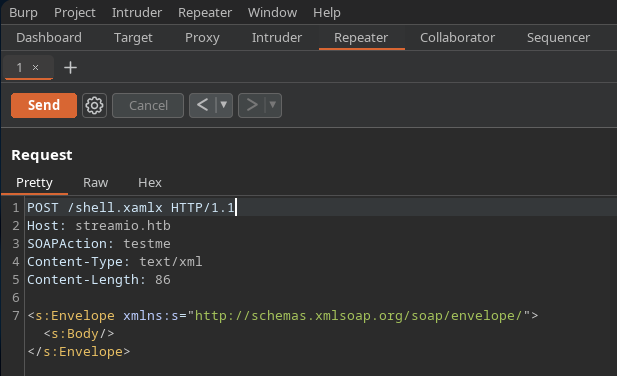 Burp Project Intruder Repeater Window Help
Dashboard Target Proxy Intruder Repeater Collaborator Sequencer
1 × +
Send Cancel < ▼ > ▼
Request
Pretty Raw Hex
1 POST /shell.xamlx HTTP/1.1
2 Host: streamio.htb
3 SOAPAction: testme
4 Content-Type: text/xml
5 Content-Length: 86
6
7 <s:Envelope xmlns:s="http://schemas.xmlsoap.org/soap/envelope/">
<s:Body/>
</s:Envelope>